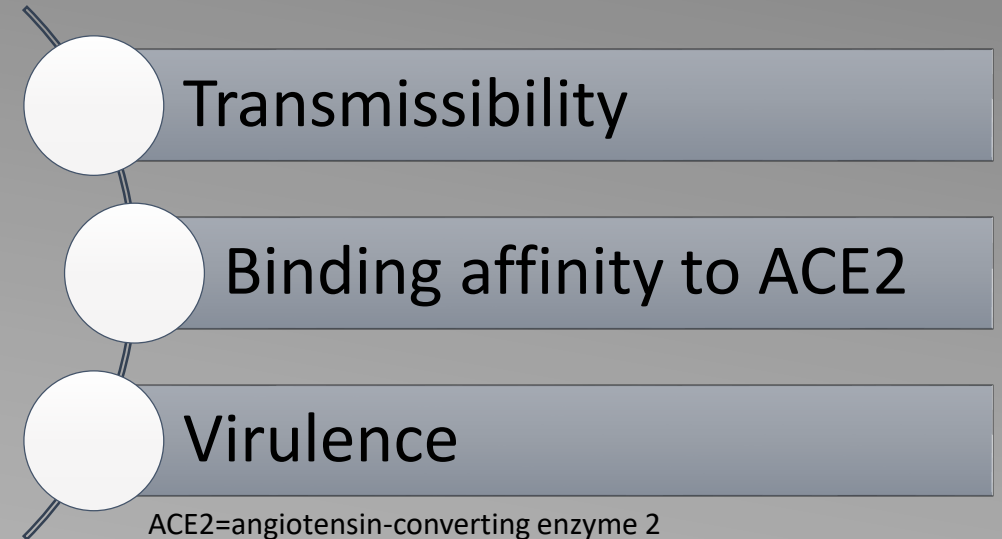 Transmissibility
Binding affinity to ACE2
Virulence
ACE2=angiotensin-converting enzyme 2